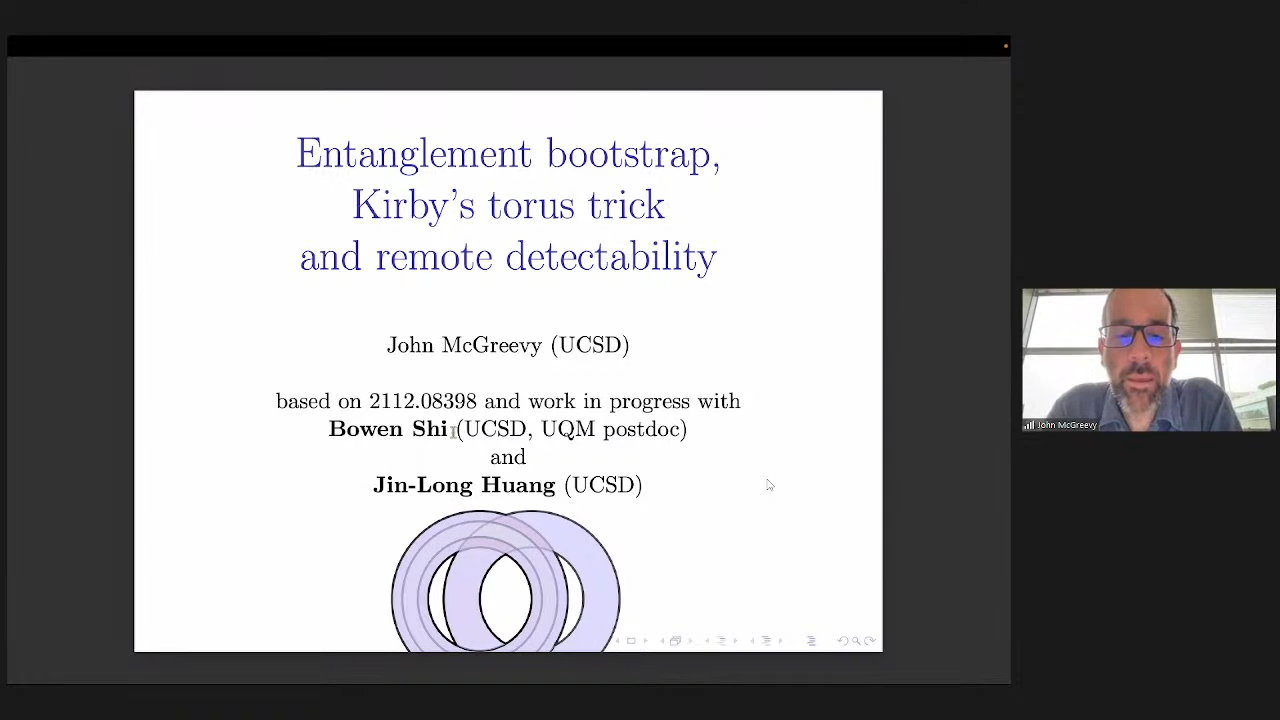 Entanglement bootstrap,
Kirby's torus trick
and remote detectability
John McGreevy (UCSD)
based on 2112.08398 and work in progress with
Bowen Shi (UCSD, UQM postdoc)
and
Jin-Long Huang (UCSD)
John McGreevy